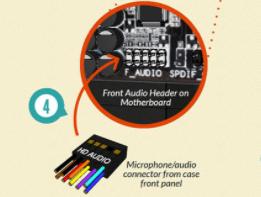 F_AUDIO SPDIF
Front Audio Header on
Motherboard
4
HD AUDIO
Microphone/audio
connector from case
front panel